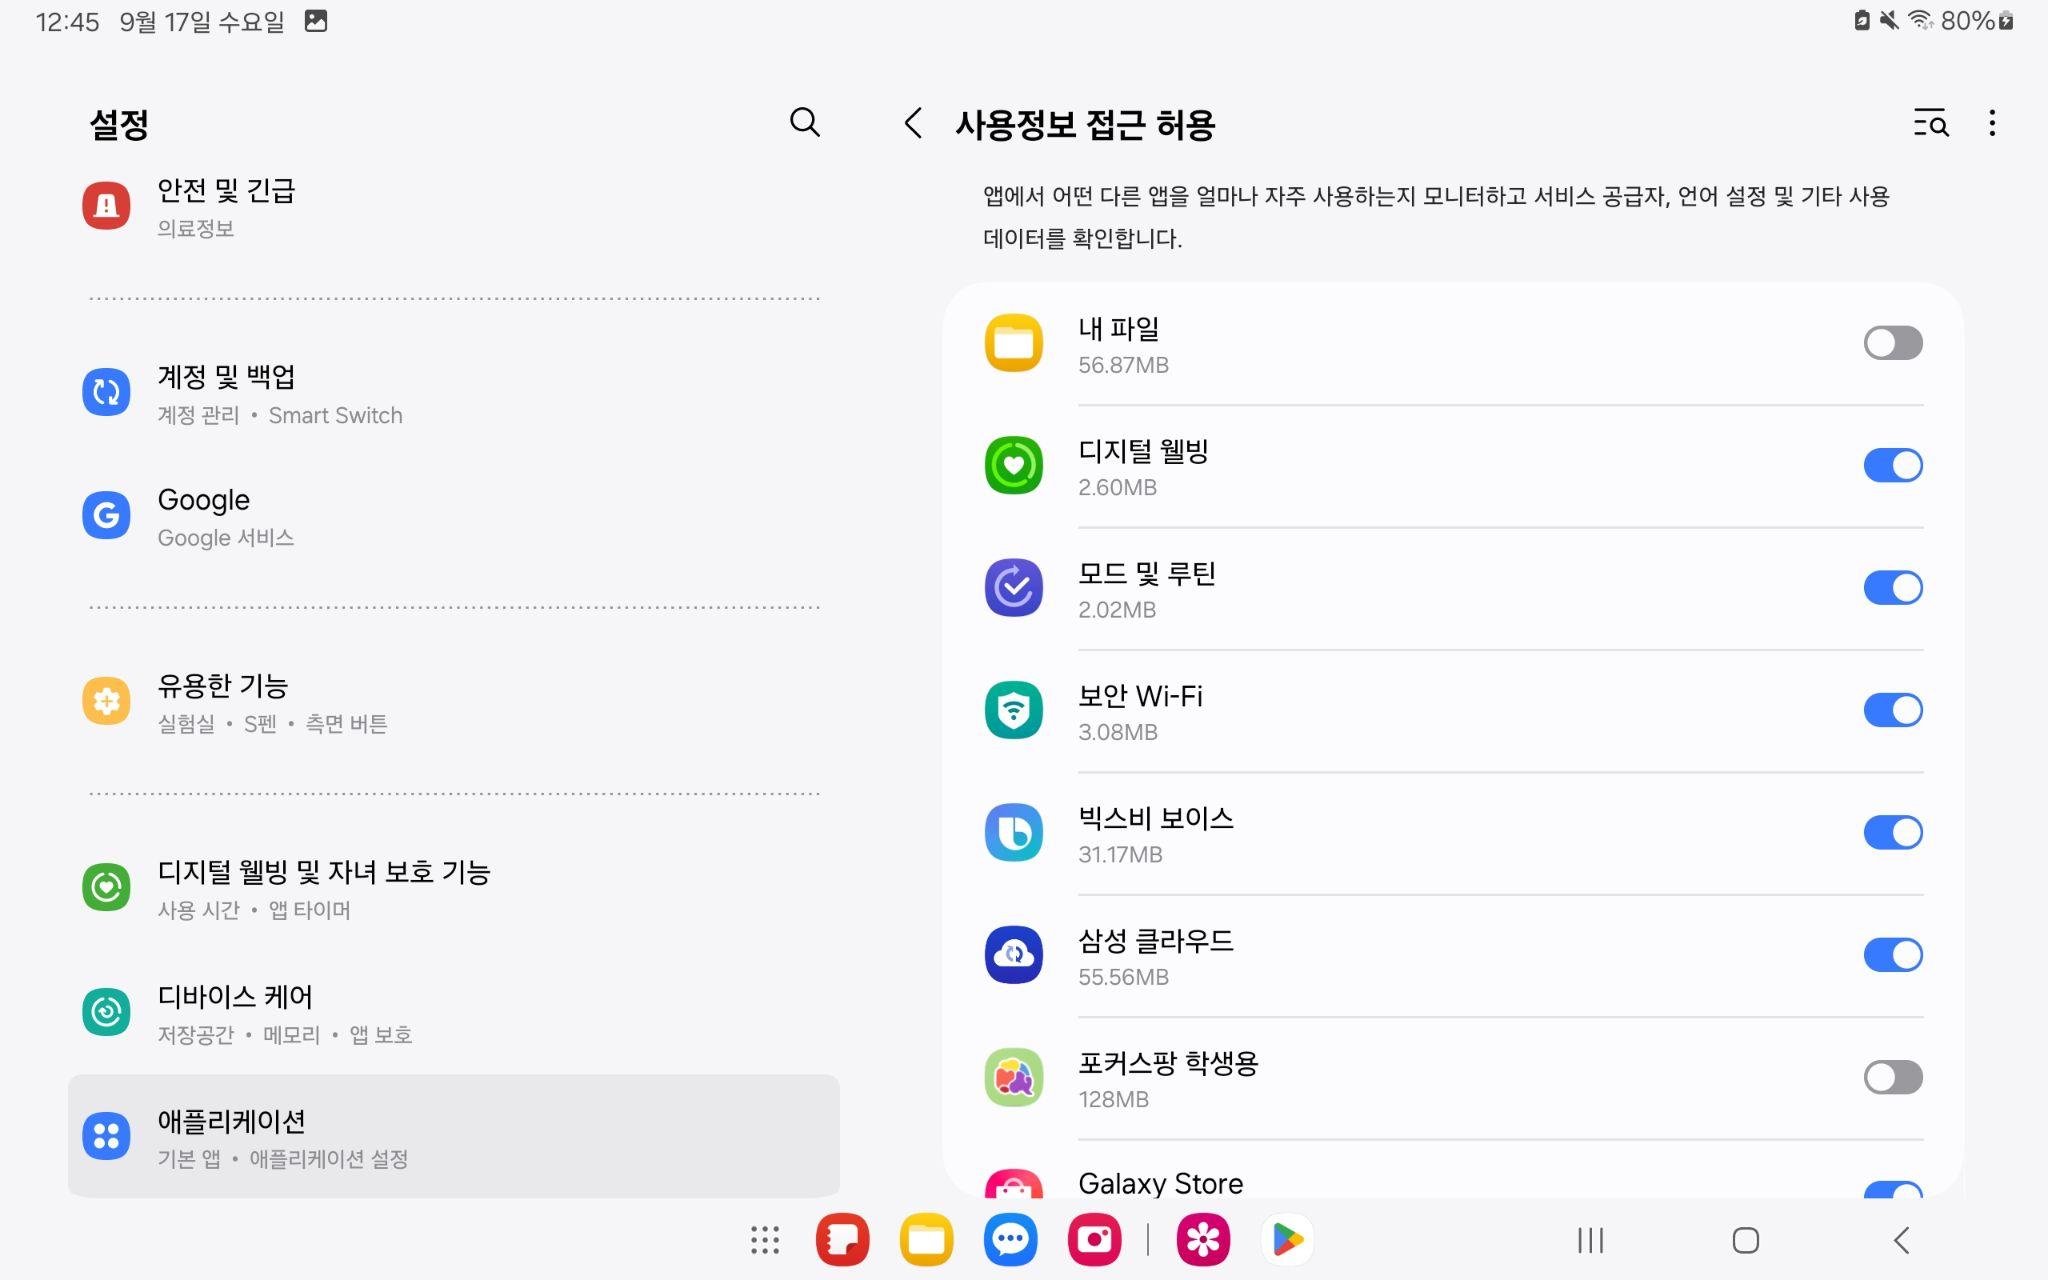 12:45 9월 17일 수요일
80%
설정
안전 및 긴급
의료정보
계정 및 백업
계정 관리 • Smart Switch
Google
Google 서비스
유용한 기능
실험실 • S펜 • 측면 버튼
디지털 웰빙 및 자녀 보호 기능
사용 시간 • 앱 타이머
디바이스 케어
저장공간 • 메모리 • 앱 보호
애플리케이션
기본 앱 • 애플리케이션 설정
사용정보 접근 허용
앱에서 어떤 다른 앱을 얼마나 자주 사용하는지 모니터하고 서비스 공급자, 언어 설정 및 기타 사용
데이터를 확인합니다.
내 파일
56.87MB
디지털 웰빙
2.60MB
모드 및 루틴
2.02MB
보안 Wi-Fi
3.08MB
빅스비 보이스
31.17MB
삼성 클라우드
55.56MB
포커스팡 학생용
128MB
Galaxy Store